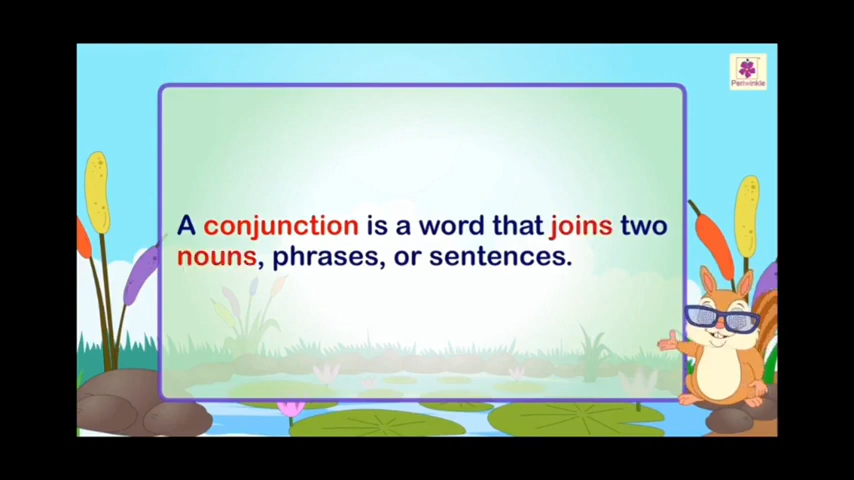 Periwinkle
A conjunction is a word that joins two
nouns, phrases, or sentences.